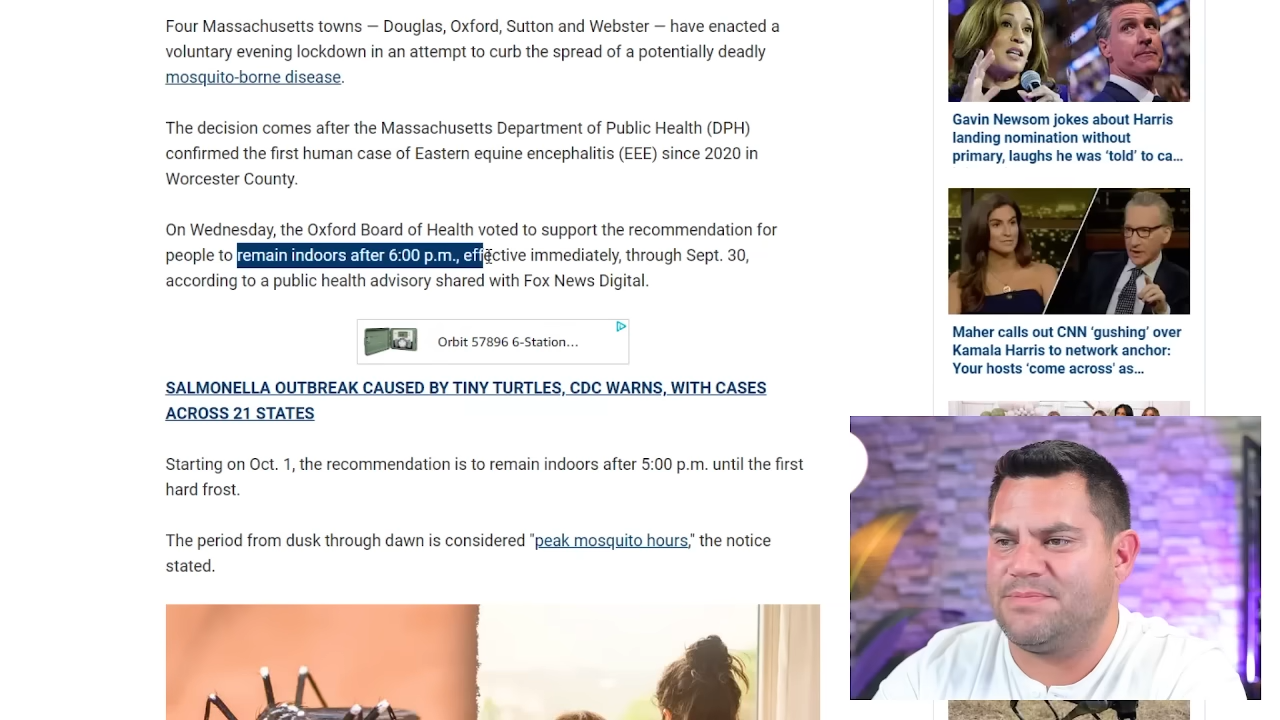 Four Massachusetts towns — Douglas, Oxford, Sutton and Webster — have enacted a
voluntary evening lockdown in an attempt to curb the spread of a potentially deadly
mosquito-borne disease.
The decision comes after the Massachusetts Department of Public Health (DPH)
confirmed the first human case of Eastern equine encephalitis (EEE) since 2020 in
Worcester County.
On Wednesday, the Oxford Board of Health voted to support the recommendation for
people to remain indoors after 6:00 p.m., effective immediately, through Sept. 30,
according to a public health advisory shared with Fox News Digital.
Orbit 57896 6-Station...
SALMONELLA OUTBREAK CAUSED BY TINY TURTLES, CDC WARNS, WITH CASES
ACROSS 21 STATES
Starting on Oct. 1, the recommendation is to remain indoors after 5:00 p.m. until the first
hard frost.
The period from dusk through dawn is considered "peak mosquito hours," the notice
stated.
Gavin Newsom jokes about Harris
landing nomination without
primary, laughs he was ‘told’ to ca...
Maher calls out CNN ‘gushing’ over
Kamala Harris to network anchor:
Your hosts ‘come across' as...